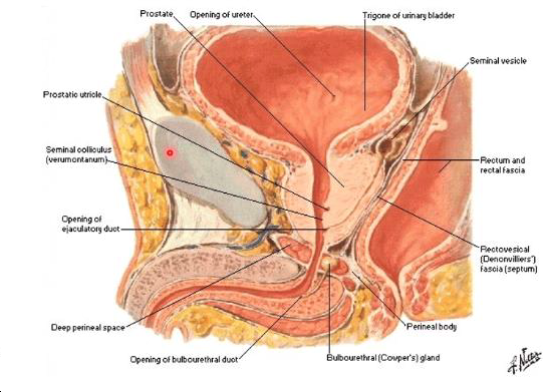 Prostate
Opening of ureter
Trigone of urinary bladder
Seminal vesicle
Prostatic utricle
Seminal colliculus
(verumontanum)
Rectum and
rectal fascia
Opening of
ejaculatory duct
Rectovesical
(Denonvilliers')
fascia (septum)
Deep perineal space
Perineal body
Opening of bulbourethral duct
Bulbourethral (Cowper's) gland